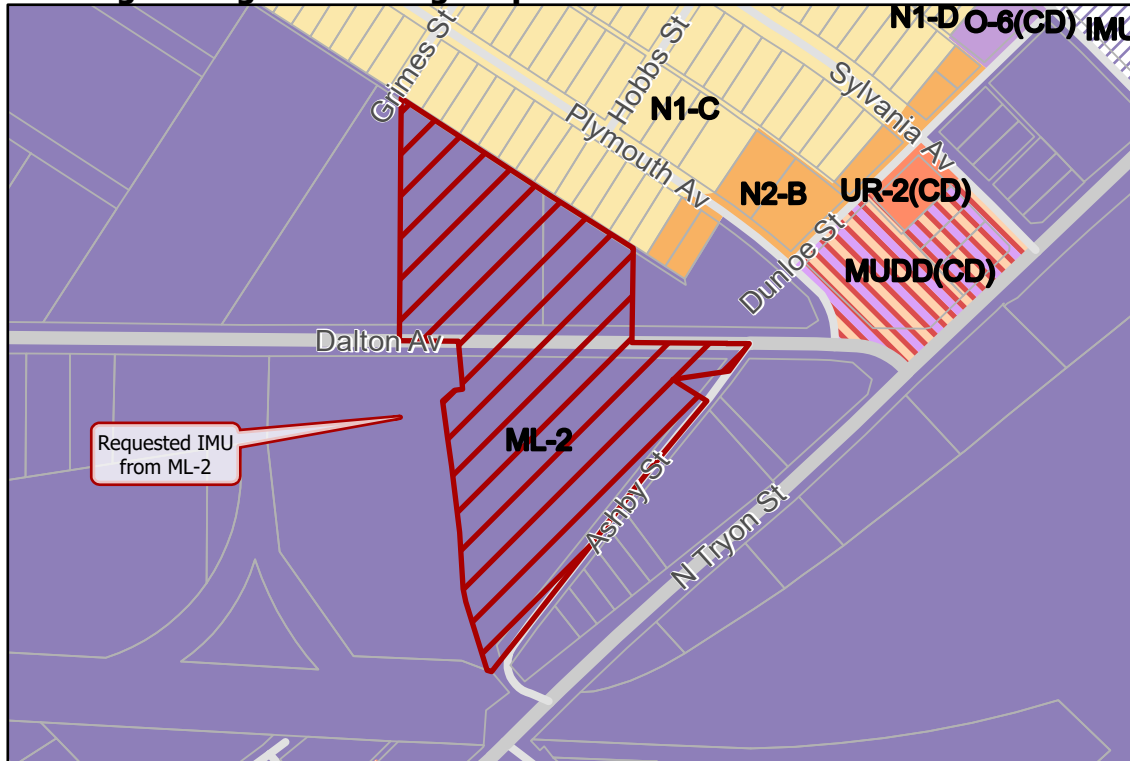 N1-D
O-6(CD)
IMU
Grimes St
Hobbs St
Sylvania Av
N1-C
Plymouth Av
N2-B
UR-2(CD)
Dunloe St
MUDD(CD)
Dalton Av
Requested IMU
from ML-2
ML-2
Ashby St
N Tryon St